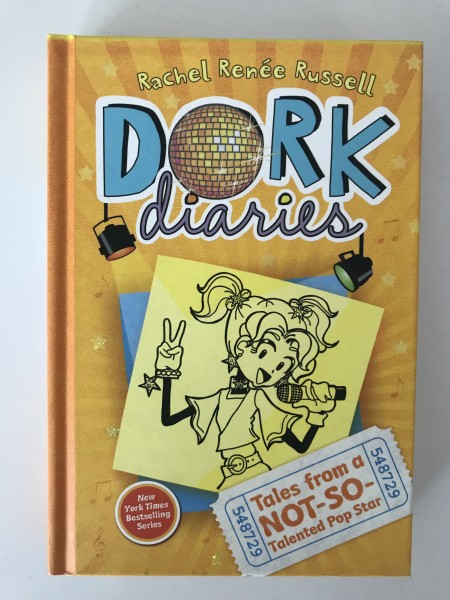 Rachel Renée Russell
DORK
diaries
New
York Times
Bestselling
Series
548729
Tales from a
NOT-SO-
Talented Pop Star
548729